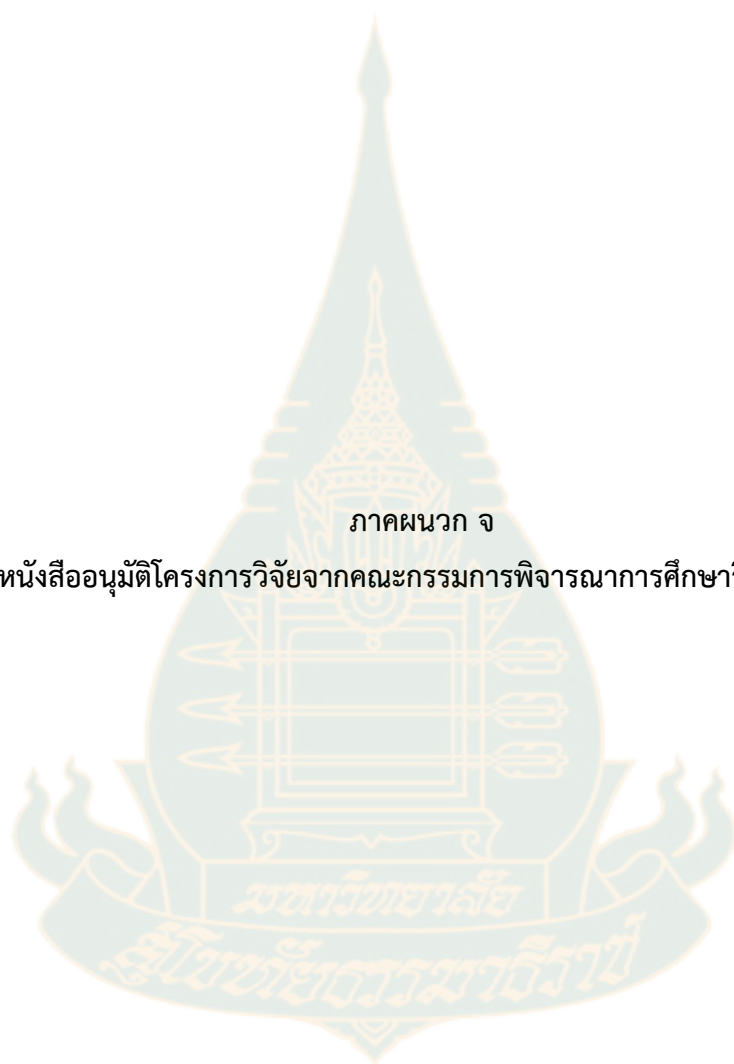 ภาคผนวก จ
หนังสืออนุมัติโครงการวิจัยจากคณะกรรมการพิจารณาการศึกษา
มหาวิทยาลัย
สุโขทัยธรรมาธิราช